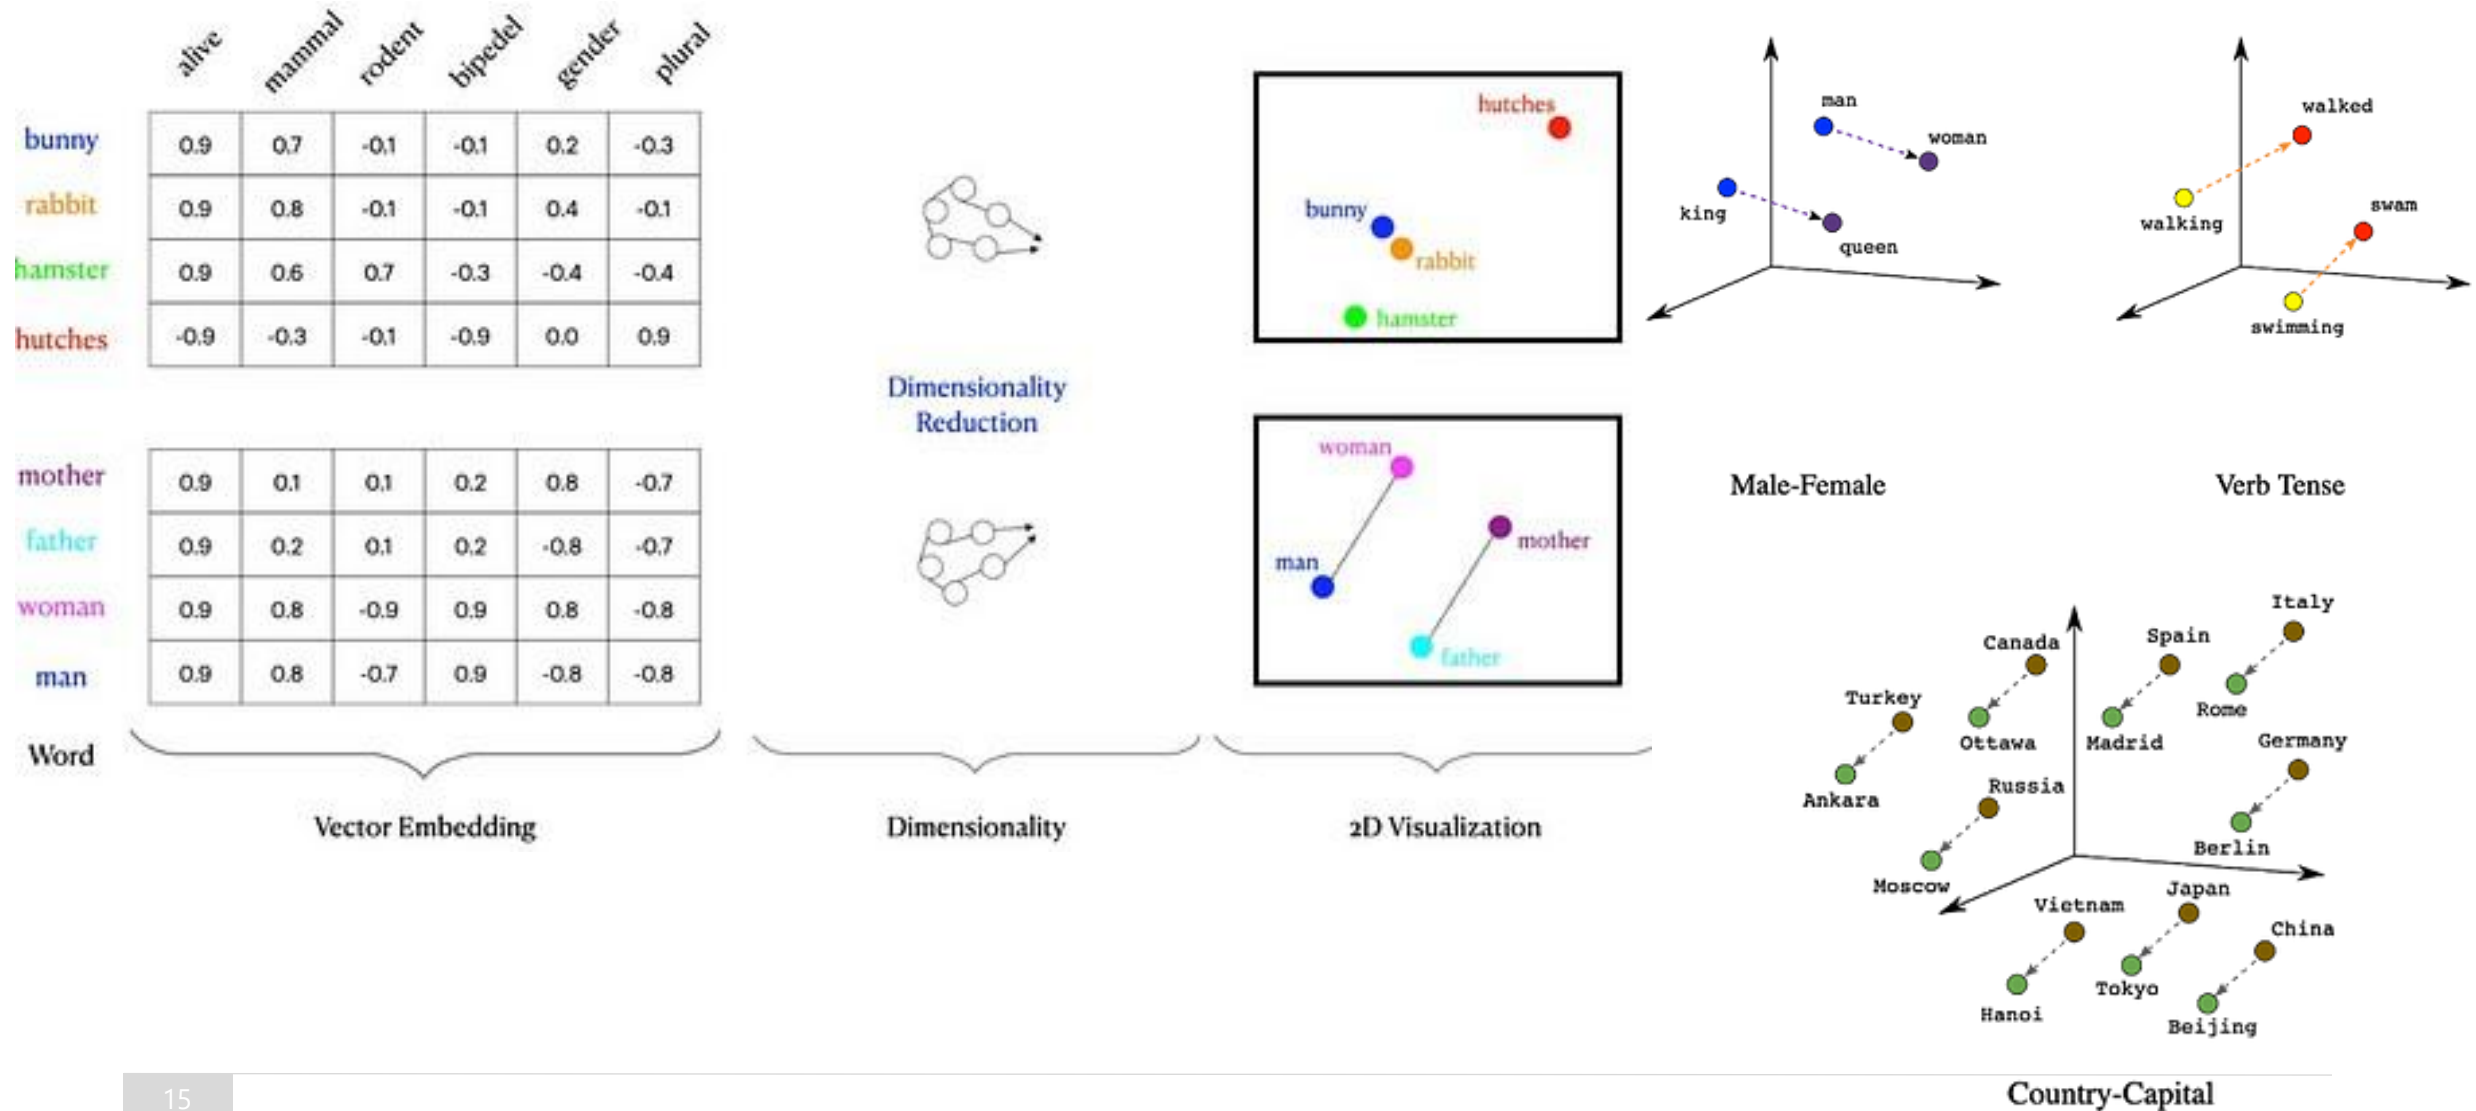 alive mammal rodent bipedel gender plural
bunny 0.9 0.7 -0.1 -0.1 0.2 -0.3
rabbit 0.9 0.8 -0.1 -0.1 0.4 -0.1
hamster 0.9 0.6 0.7 -0.3 -0.4 -0.4
hutches -0.9 -0.3 -0.1 -0.9 0.0 0.9
mother 0.9 0.1 0.1 0.2 0.8 -0.7
father 0.9 0.2 0.1 0.2 -0.8 -0.7
woman 0.9 0.8 -0.9 0.9 0.8 -0.8
man 0.9 0.8 -0.7 0.9 -0.8 -0.8
Word
Vector Embedding
Dimensionality
Reduction
Dimensionality
hutches
bunny
rabbit
hamster
woman
mother
man
father
2D Visualization
man
woman
king
queen
Male-Female
walked
swam
walking
swimming
Verb Tense
Italy
Canada
Spain
Turkey
Rome
Ottawa
Madrid
Germany
Ankara
Russia
Berlin
Moscow
Japan
Vietnam
China
Tokyo
Hanoi
Beijing
Country-Capital
15